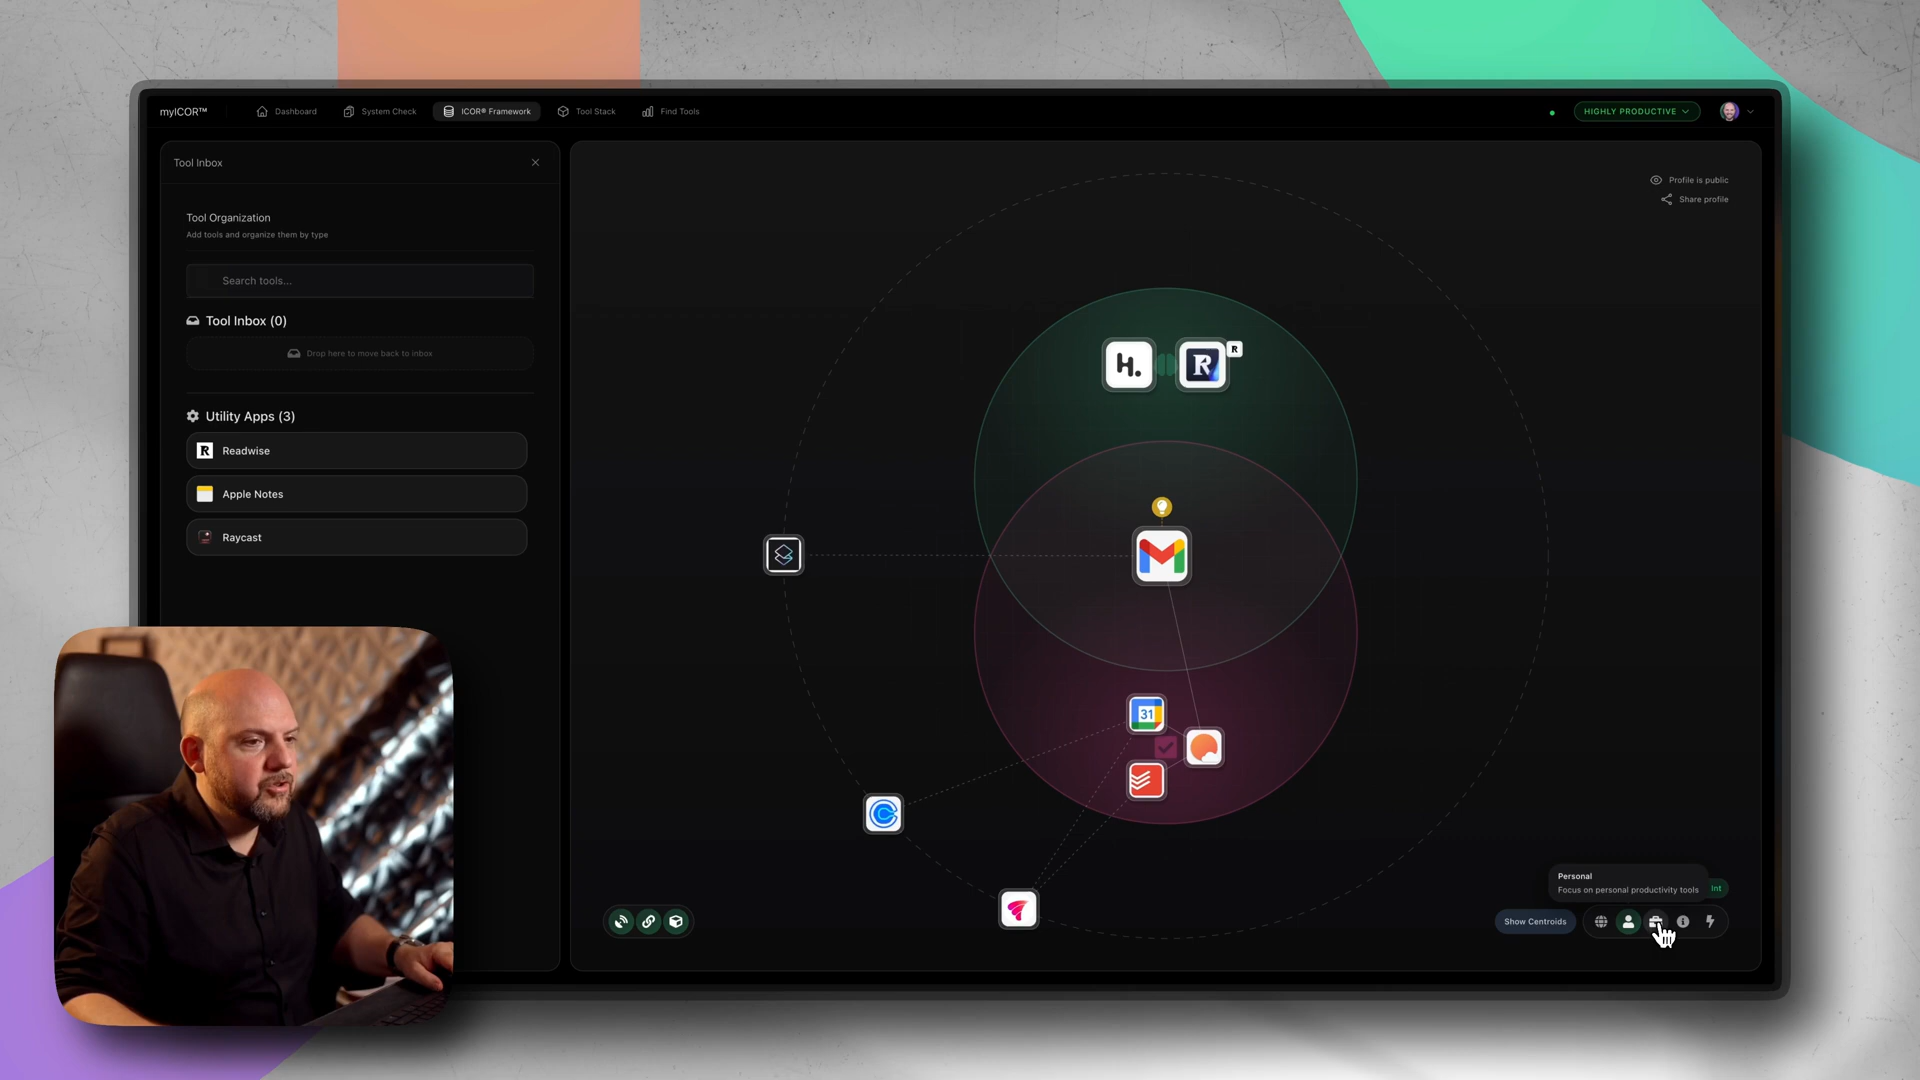 myICOR™
Dashboard
System Check
ICOR® Framework
Tool Stack
Find Tools
HIGHLY PRODUCTIVE
Tool Inbox
Profile is public
Share profile
Tool Organization
Add tools and organize them by type
Search tools...
Tool Inbox (0)
Drop here to move back to inbox
Utility Apps (3)
R Readwise
Apple Notes
Raycast
h.
R
R
31
Personal
Focus on personal productivity tools
Int
Show Centroids